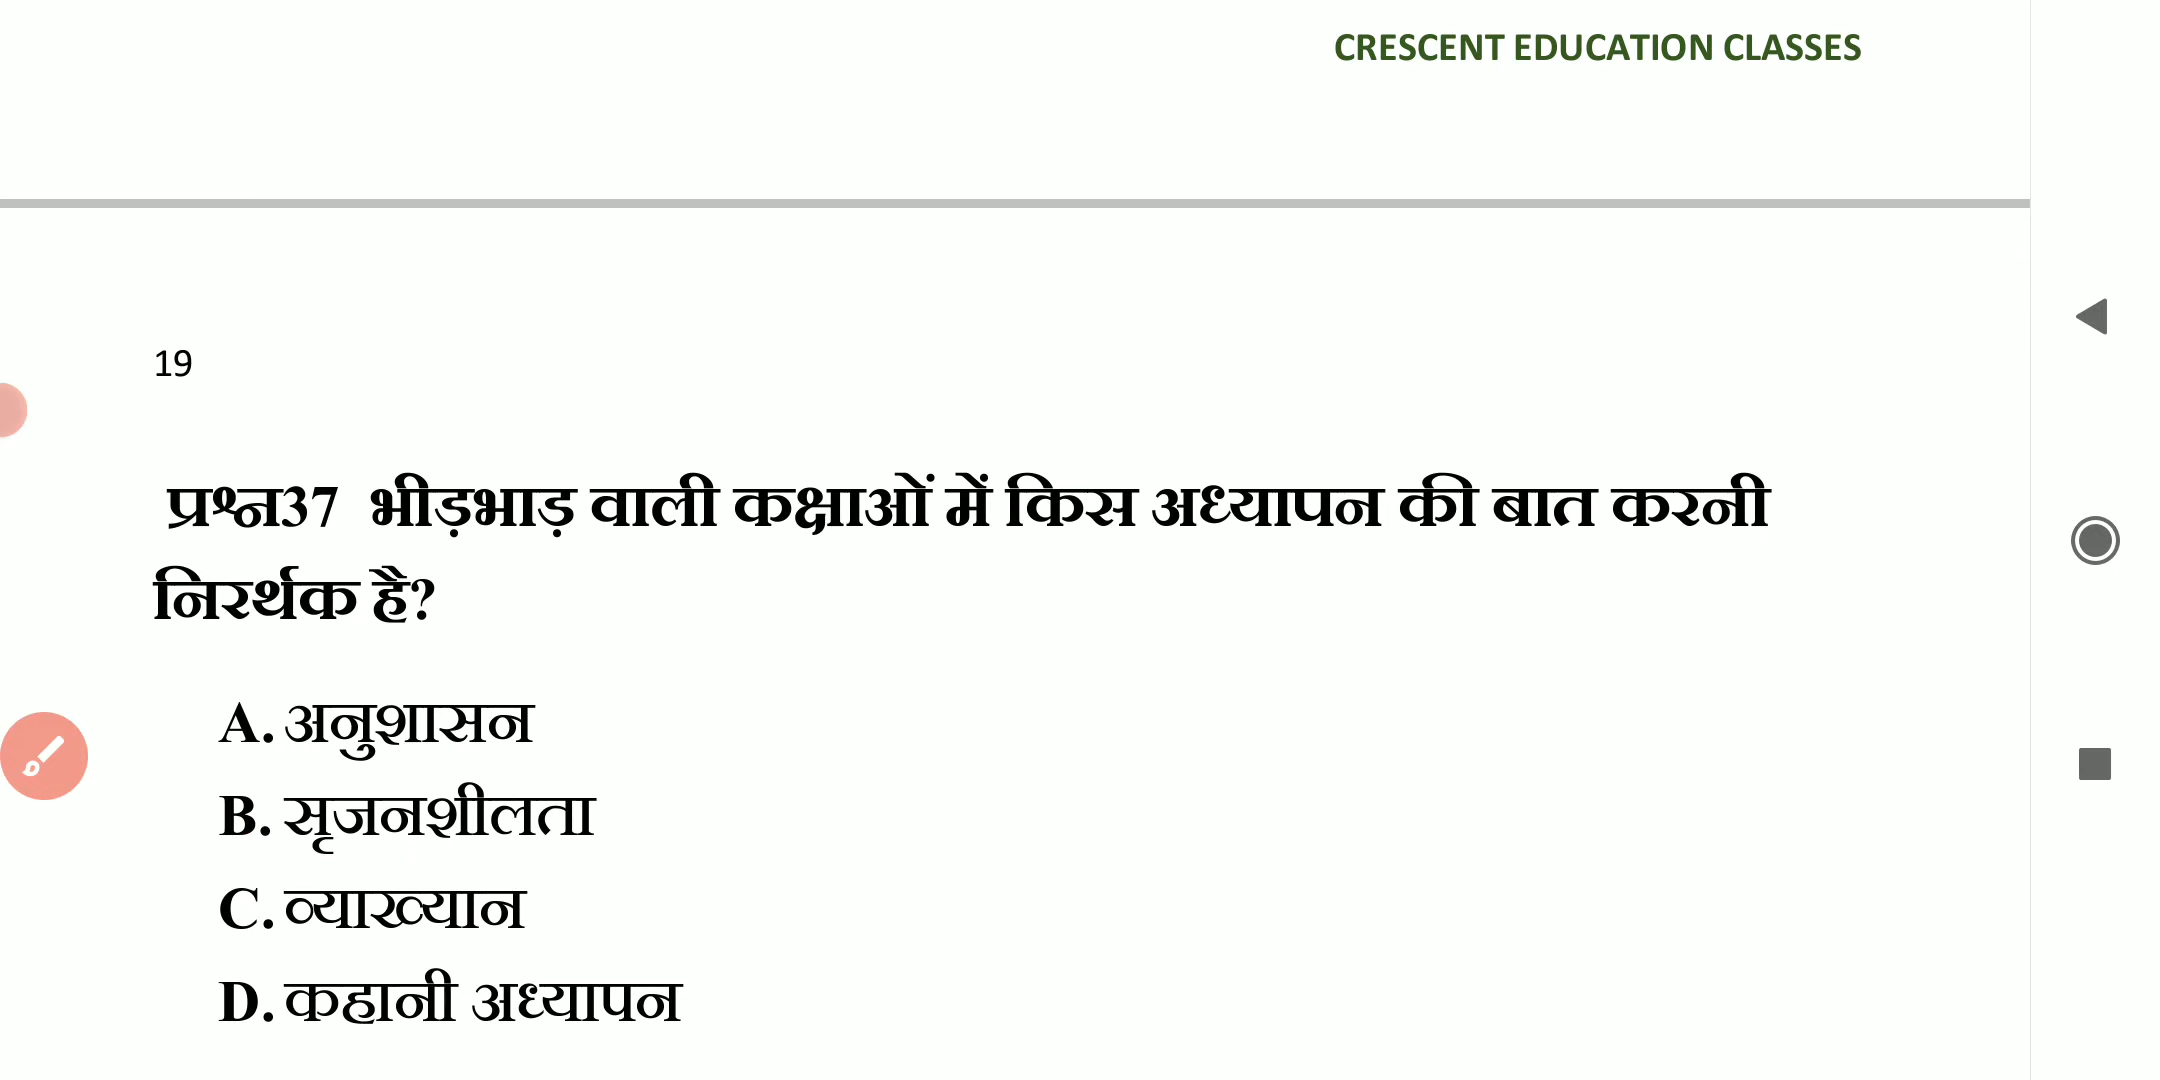 CRESCENT EDUCATION CLASSES
19
प्रश्न37 भीड़भाड़ वाली कक्षाओं में किस अध्यापन की बात करनी
निरर्थक है?
A. अनुशासन
B. सृजनशीलता
C. व्याख्यान
D. कहानी अध्यापन